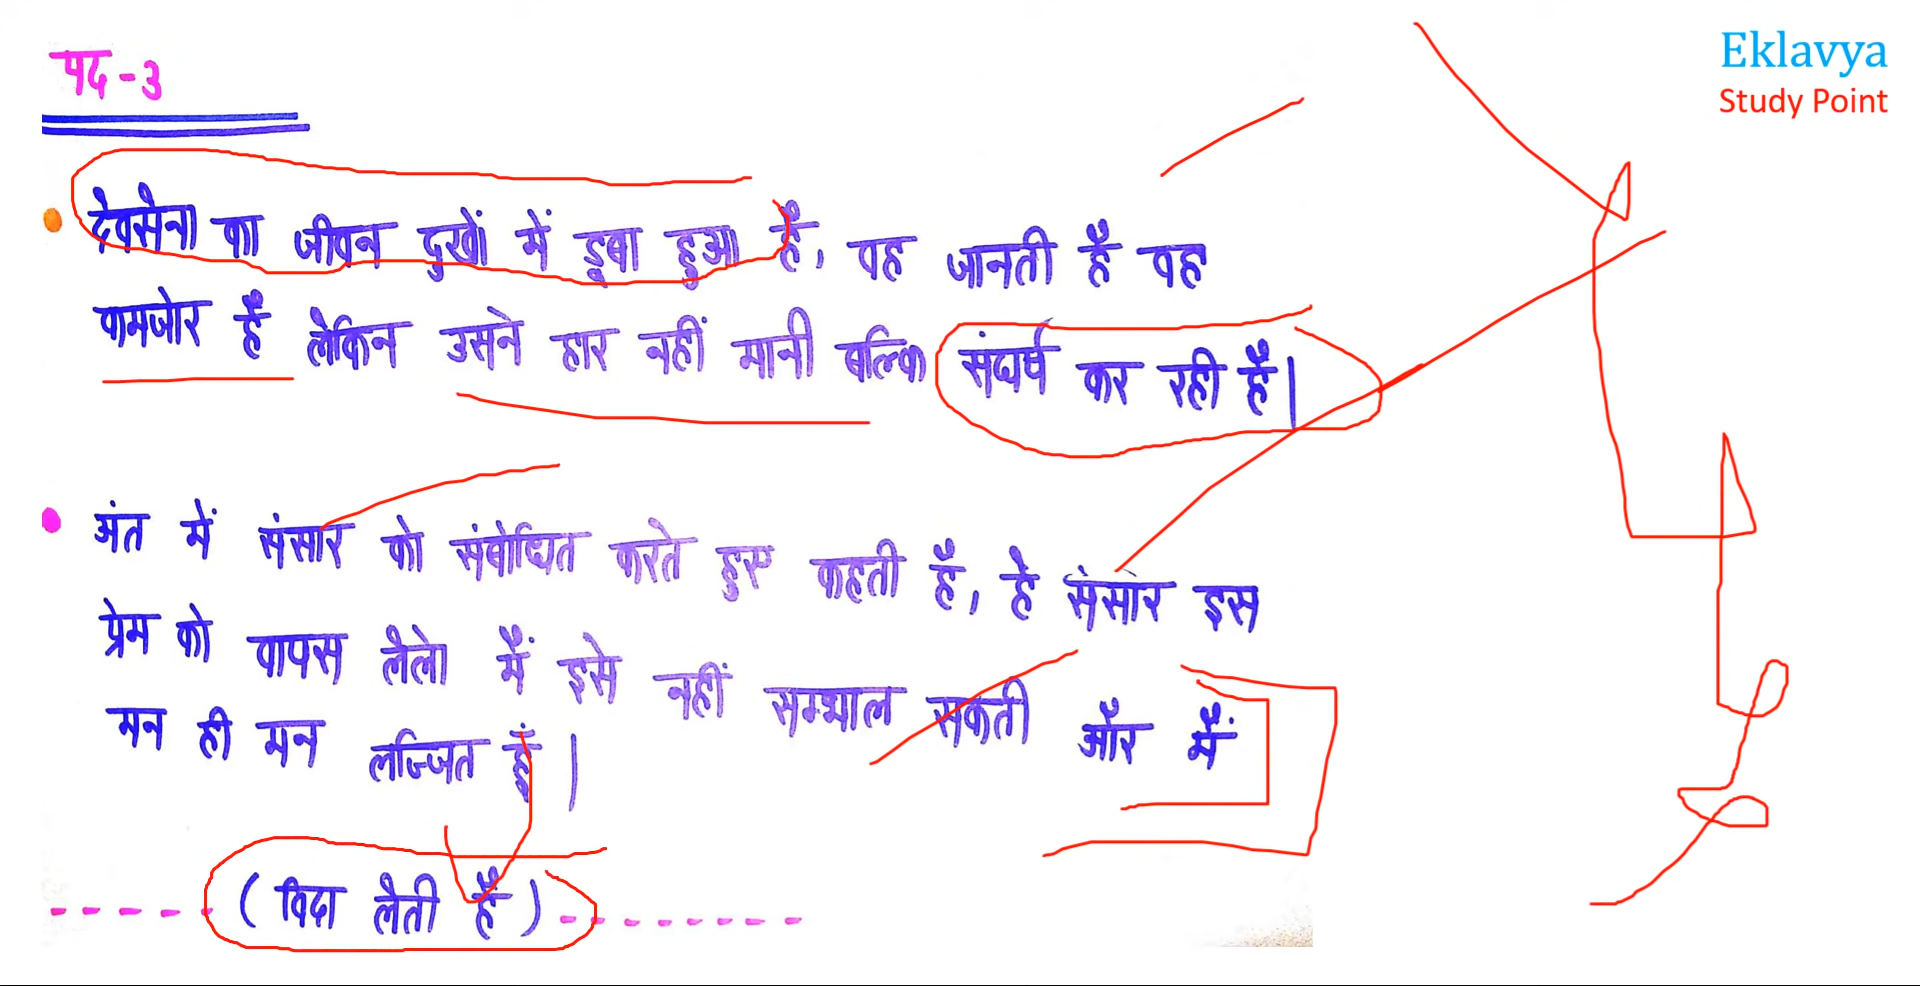 पद-3
Eklavya
Study Point
देवसेना का जीवन दुखों में डूबा हुआ है, वह जानती है वह
कमजोर है लेकिन उसने हार नहीं मानी बल्कि संघर्ष कर रही है|
अंत में संसार को संबोधित करते हुए कहती है, हे संसार इस
प्रेम को वापस लेलो मैं इसे नहीं सम्भाल सकती और मैं
मन ही मन लज्जित हूँ |
(विदा लेती है)